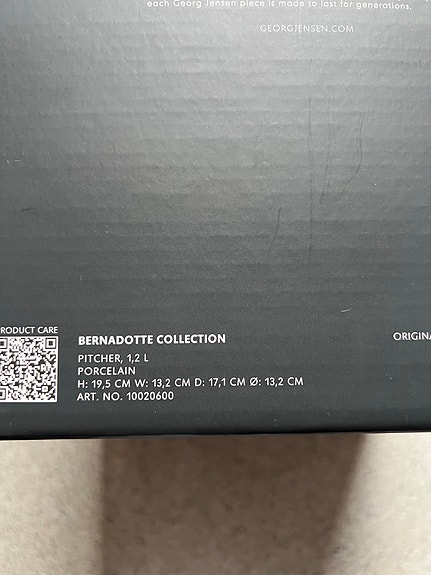 each Georg Jensen piece is made to last for generations.
GEORGJENSEN.COM
PRODUCT CARE
BERNADOTTE COLLECTION
PITCHER, 1,2 L
PORCELAIN
H: 19,5 CM W: 13,2 CM D: 17,1 CM Ø: 13,2 CM
ART. NO. 10020600
ORIGINA